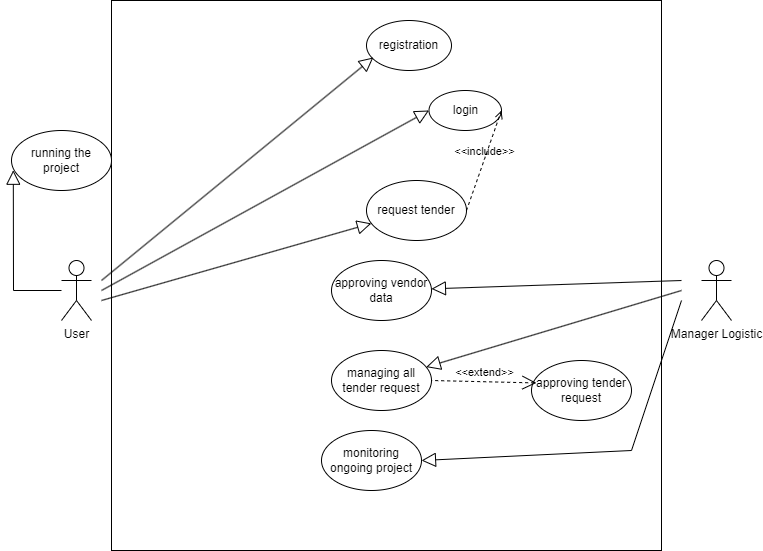 registration
login
<<include>>
running the
project
request tender
approving vendor
data
User
Manager Logistic
managing all
tender request
<<extend>>
approving tender
request
monitoring
ongoing project